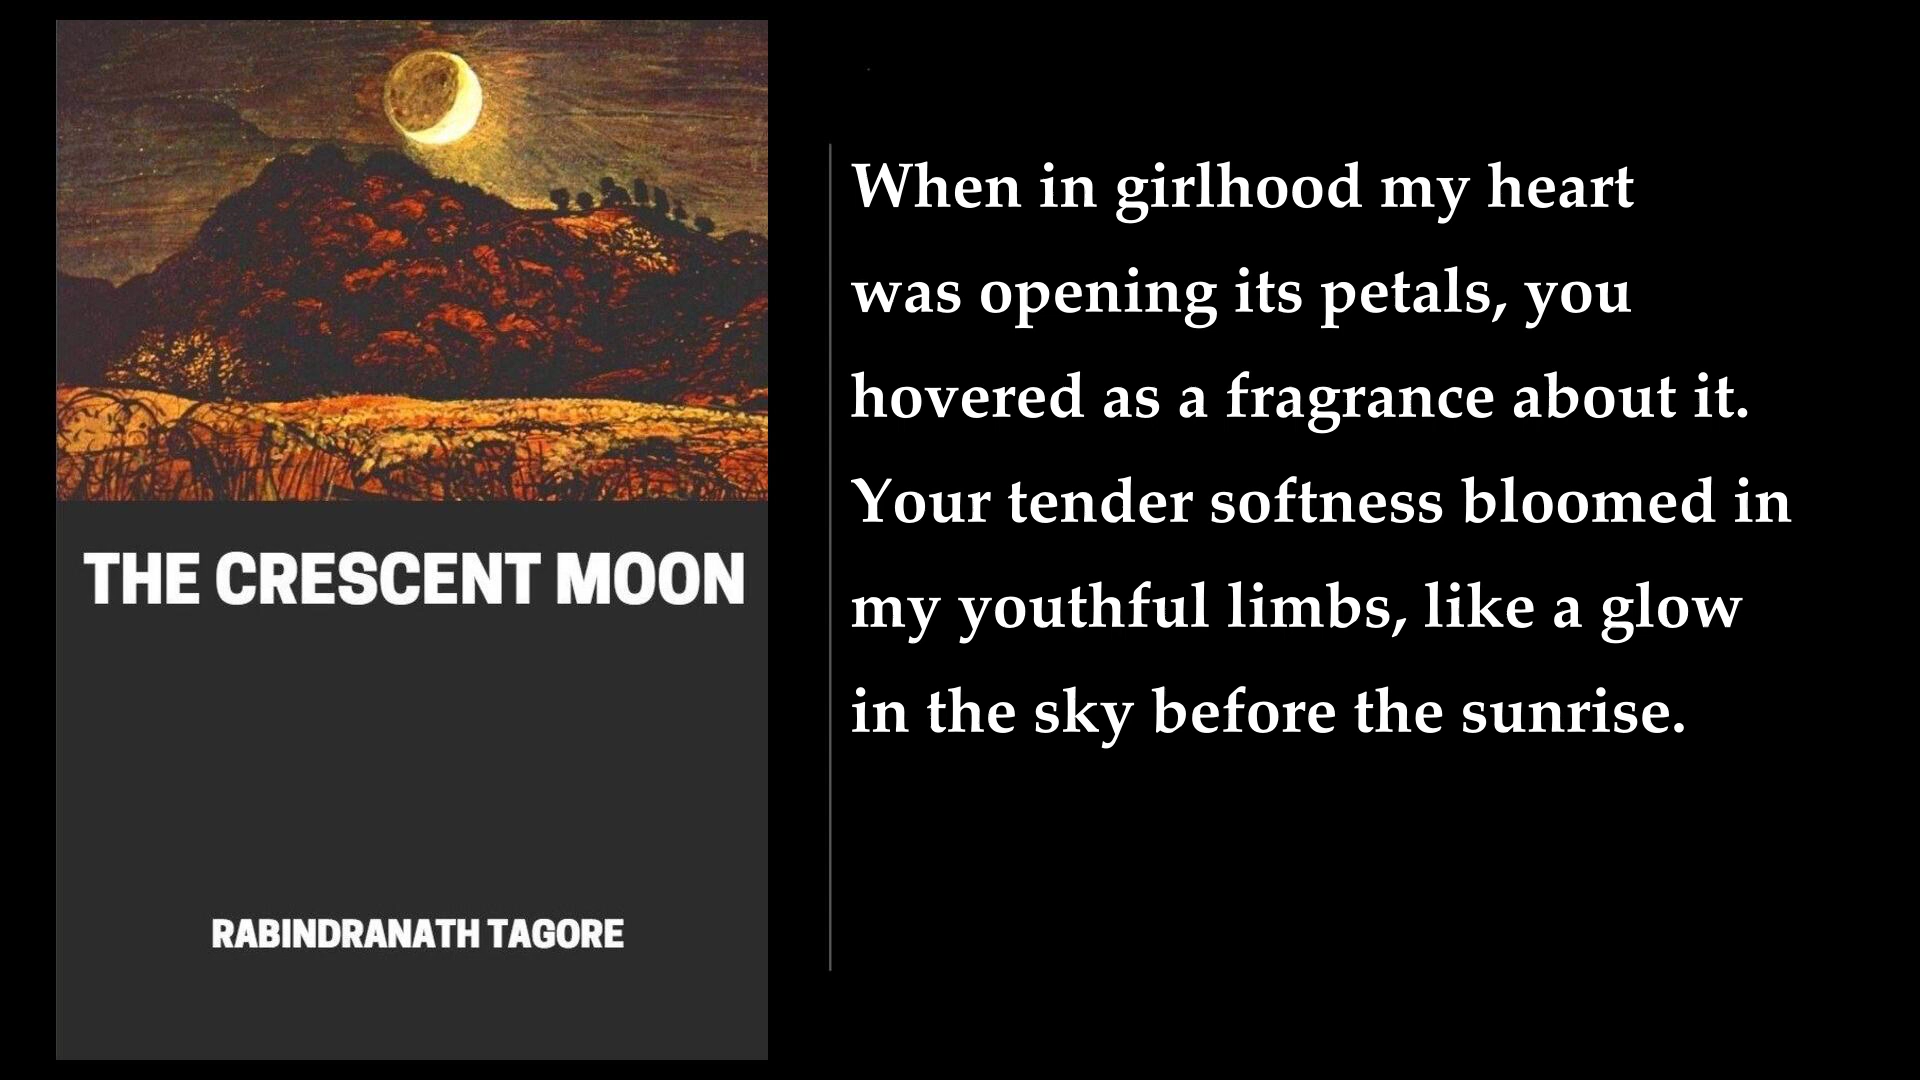 THE CRESCENT MOON
RABINDRANATH TAGORE
When in girlhood my heart
was opening its petals, you
hovered as a fragrance about it.
Your tender softness bloomed in
my youthful limbs, like a glow
in the sky before the sunrise.